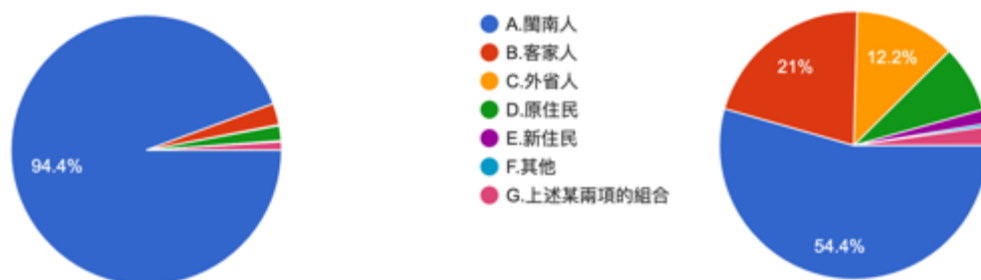 94.4%
A.閩南人
B.客家人
C.外省人
D.原住民
E.新住民
F.其他
G.上述某兩項的組合
21%
12.2%
54.4%